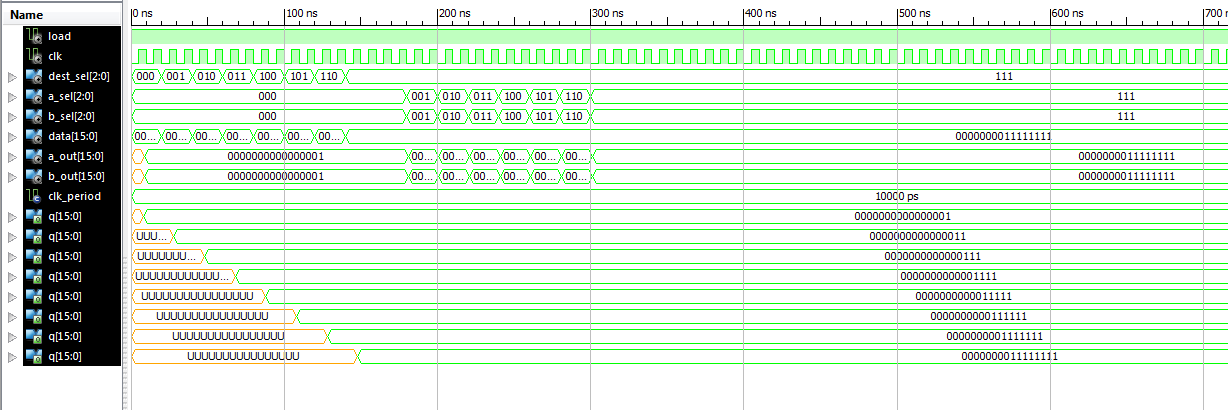 Name 0 ns 100 ns 200 ns 300 ns 400 ns 500 ns 600 ns 700
load
clk
dest_sel[2:0] 000 001 010 011 100 101 110 111
a_sel[2:0] 000 001 010 011 100 101 110 111
b_sel[2:0] 000 001 010 011 100 101 110 111
data[15:0] 00... 00... 00... 00... 00... 00... 00... 0000000011111111
a_out[15:0] 0000000000000001 00... 00... 00... 00... 00... 00... 0000000011111111
b_out[15:0] 0000000000000001 00... 00... 00... 00... 00... 00... 0000000011111111
clk_period 10000 ps
q[15:0] 0000000000000001
q[15:0] UUU... 0000000000000011
q[15:0] UUUUUUU... 0000000000000111
q[15:0] UUUUUUUUUUUU... 0000000000001111
q[15:0] UUUUUUUUUUUUUUUU 0000000000011111
q[15:0] UUUUUUUUUUUUUUUU 0000000000111111
q[15:0] UUUUUUUUUUUUUUUU 0000000001111111
q[15:0] UUUUUUUUUUUUUUUU 0000000011111111